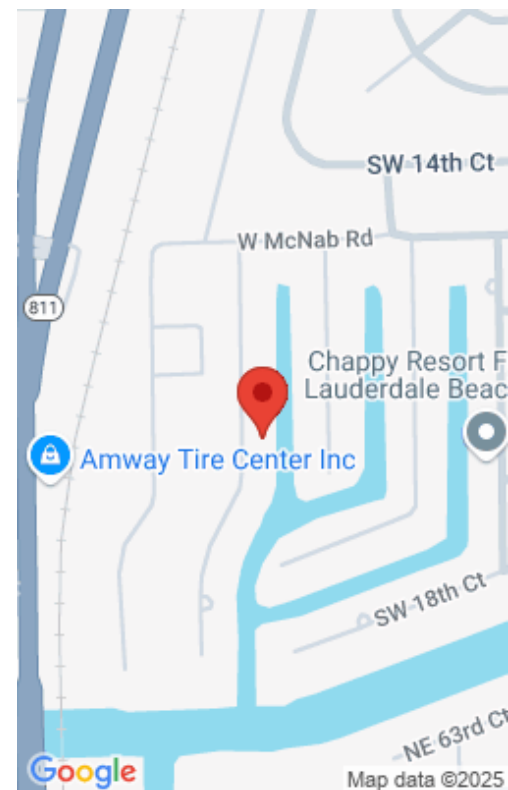 SW 14th Ct
W McNab Rd
811
Chappy Resort F
Lauderdale Beac
Amway Tire Center Inc
SW 18th Ct
NE 63rd Ct
Google
Map data ©2025